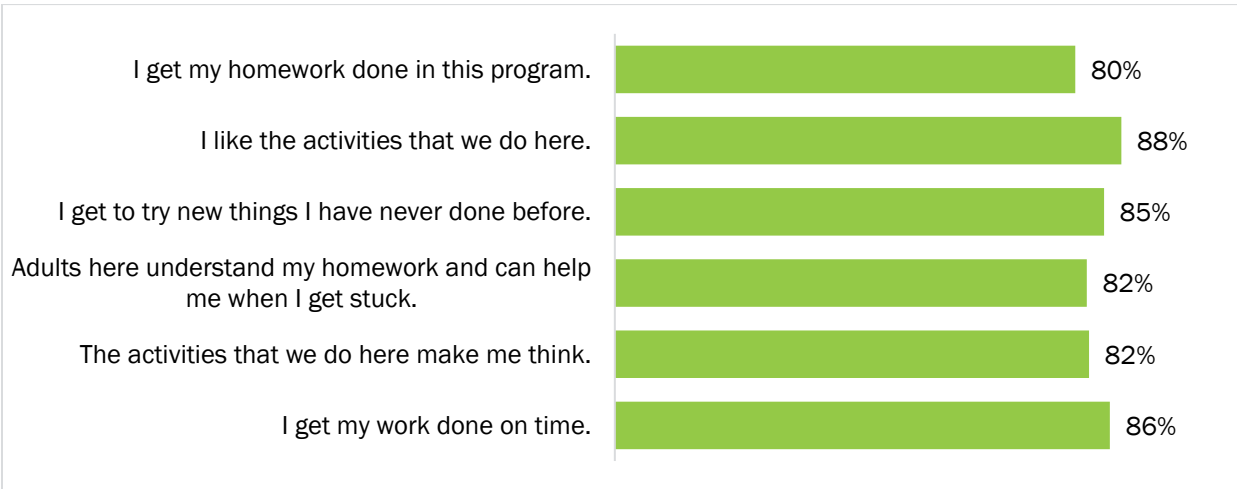 I get my homework done in this program.
80%
I like the activities that we do here.
88%
I get to try new things I have never done before.
85%
Adults here understand my homework and can help
me when I get stuck.
82%
The activities that we do here make me think.
82%
I get my work done on time.
86%